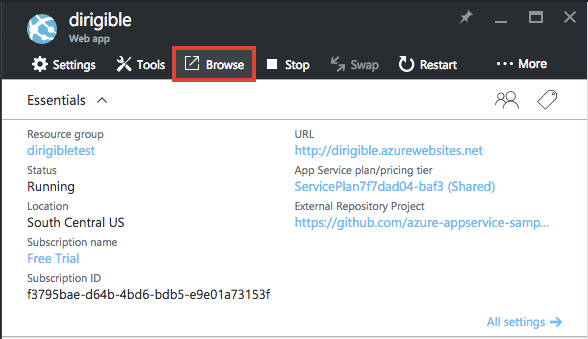 dirigible
Web app
Settings Tools Browse Stop Swap Restart ··· More
Essentials
Resource group URL
dirigibletest http://dirigible.azurewebsites.net
Status App Service plan/pricing tier
Running ServicePlan7f7dad04-baf3 (Shared)
Location External Repository Project
South Central US https://github.com/azure-appservice-samp...
Subscription name
Free Trial
Subscription ID
f3795bae-d64b-4bd6-bdb5-e9e01a73153f
All settings →